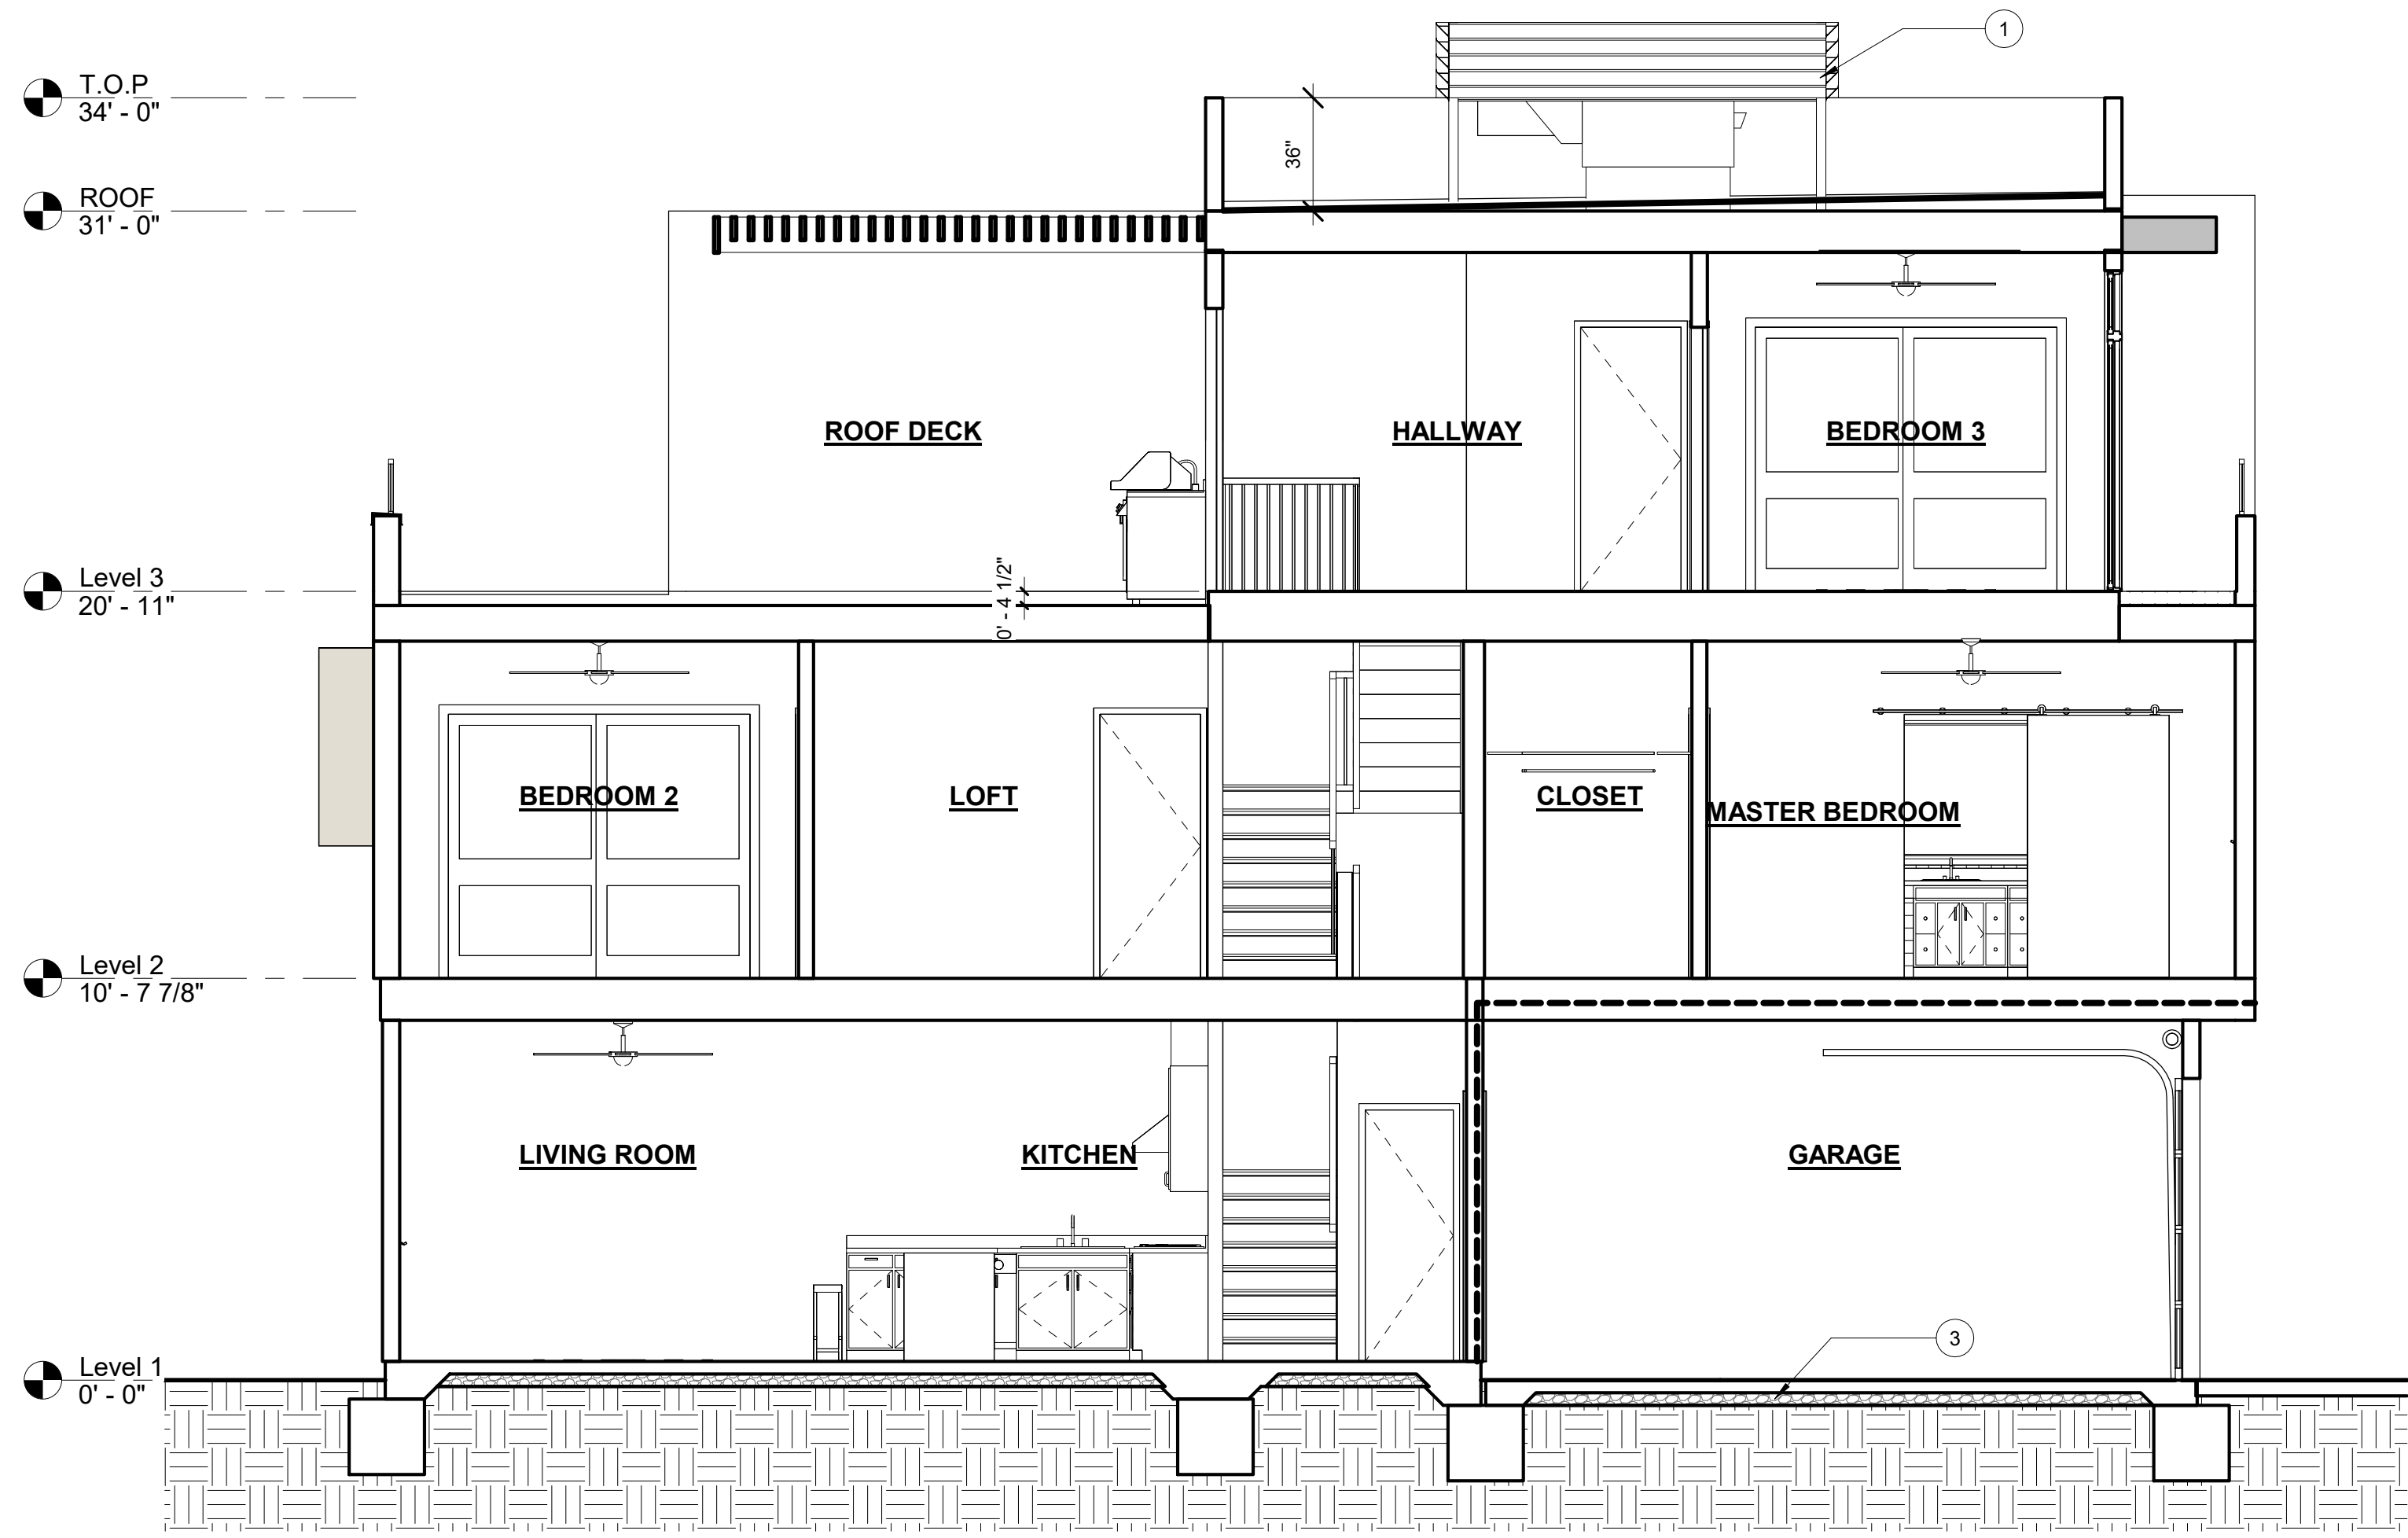 1
T.O.P
34' - 0"
36"
ROOF
31' - 0"
ROOF DECK
HALLWAY
BEDROOM 3
Level 3
20' - 11"
0' - 4 1/2"
BEDROOM 2
LOFT
CLOSET
MASTER BEDROOM
Level 2
10' - 7 7/8"
LIVING ROOM
KITCHEN
GARAGE
3
Level 1
0' - 0"